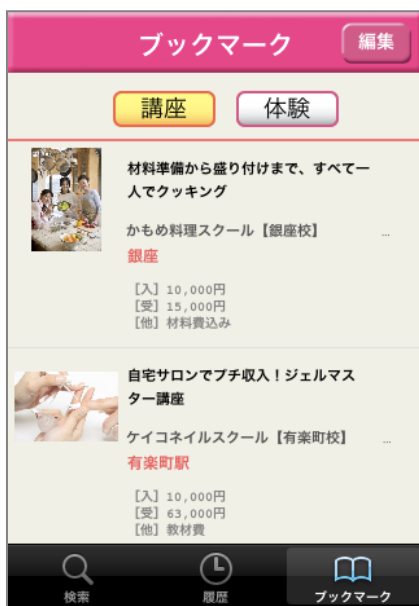 ブックマーク
編集
講座
体験
材料準備から盛り付けまで、すべて一
人でクッキング
かもめ料理スクール【銀座校】 ...
銀座
［入］10,000円
［受］15,000円
［他］材料費込み
自宅サロンでプチ収入！ジェルマス
ター講座
ケイコネイルスクール【有楽町校】 ...
有楽町駅
［入］10,000円
［受］63,000円
［他］教材費
検索
履歴
ブックマーク